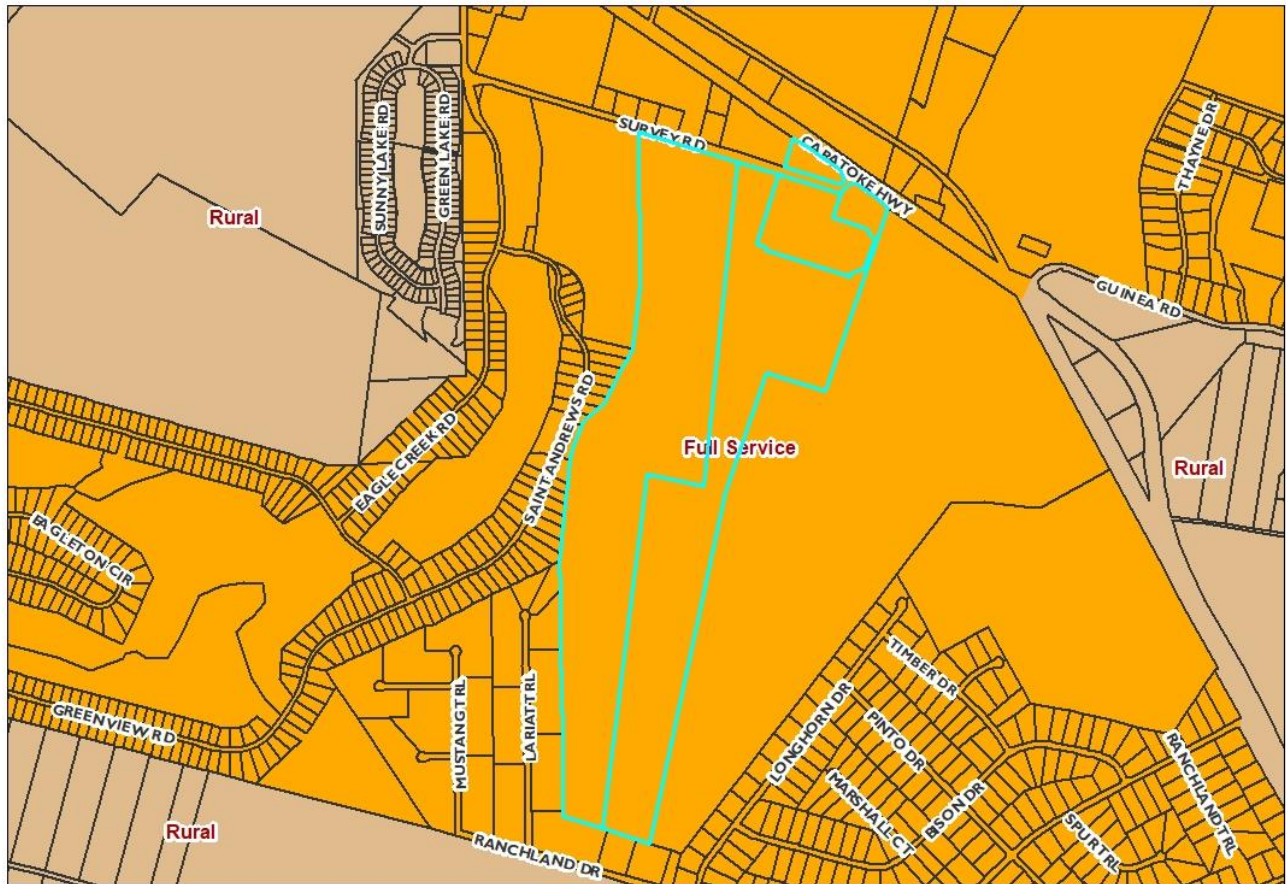 SURVEY RD
CAPATOKE HWY
THAYNE DR
SUNNY LAKE RD
GREEN LAKE RD
Rural
GUINEA RD
EAGLE CREEK RD
SAINT ANDREWS RD
Full Service
Rural
EAGLETON CIR
TIMBER DR
GREENVIEW RD
MUSTANG TRL
LARIAT TRL
LONGHORN DR
PINTO DR
MARSHALL CT
BISON DR
RANCHLAND TRL
SPUR TRL
Rural
RANCHLAND DR